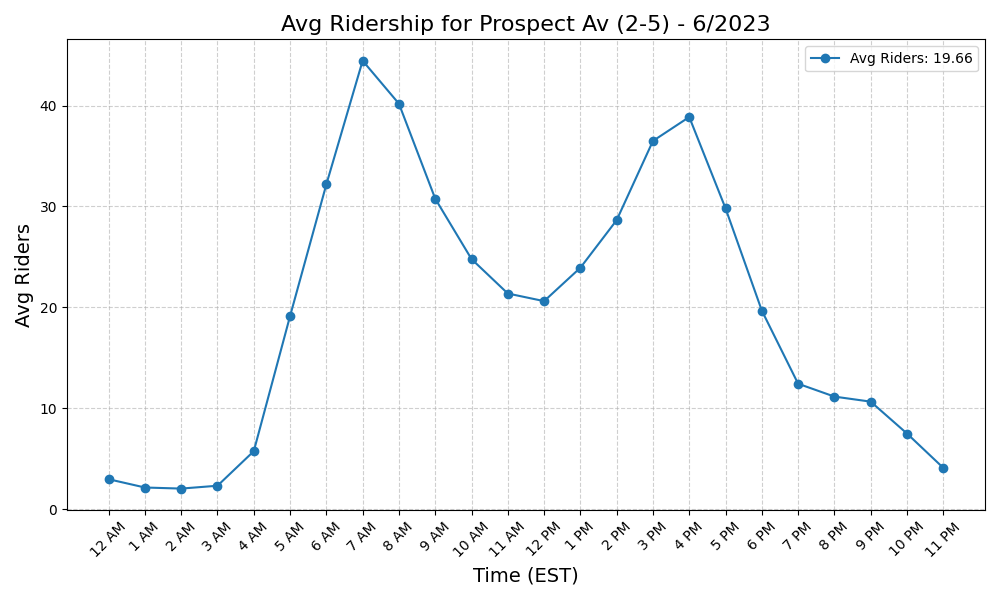 Avg Ridership for Prospect Av (2-5) - 6/2023
Avg Riders: 19.66
Avg Riders
40
30
20
10
0
12 AM
1 AM
2 AM
3 AM
4 AM
5 AM
6 AM
7 AM
8 AM
9 AM
10 AM
11 AM
12 PM
1 PM
2 PM
3 PM
4 PM
5 PM
6 PM
7 PM
8 PM
9 PM
10 PM
11 PM
Time (EST)